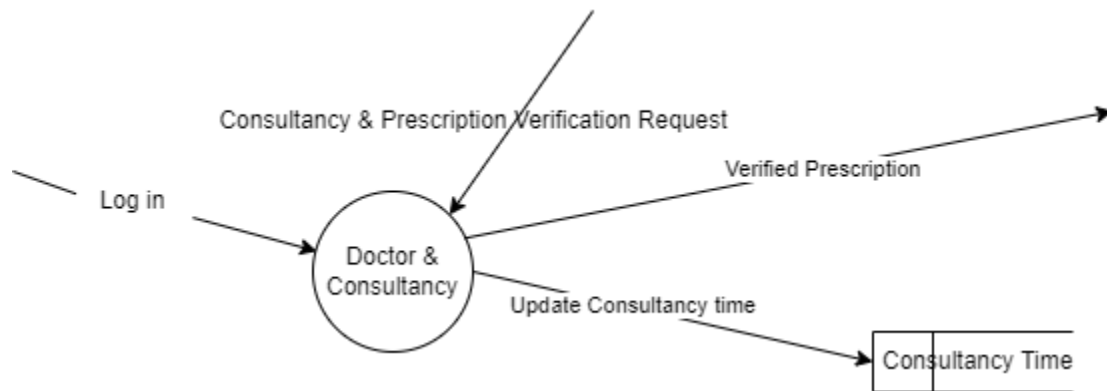 Consultancy & Prescription Verification Request
Verified Prescription
Log in
Doctor &
Consultancy
Update Consultancy time
Consultancy Time